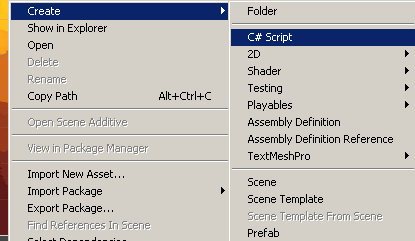 Create
Show in Explorer
Open
Delete
Rename
Copy Path Alt+Ctrl+C
Open Scene Additive
View in Package Manager
Import New Asset...
Import Package
Export Package...
Find References In Scene
Select Dependencies
Folder
C# Script
2D
Shader
Testing
Playables
Assembly Definition
Assembly Definition Reference
TextMeshPro
Scene
Scene Template
Scene Template From Scene
Prefab